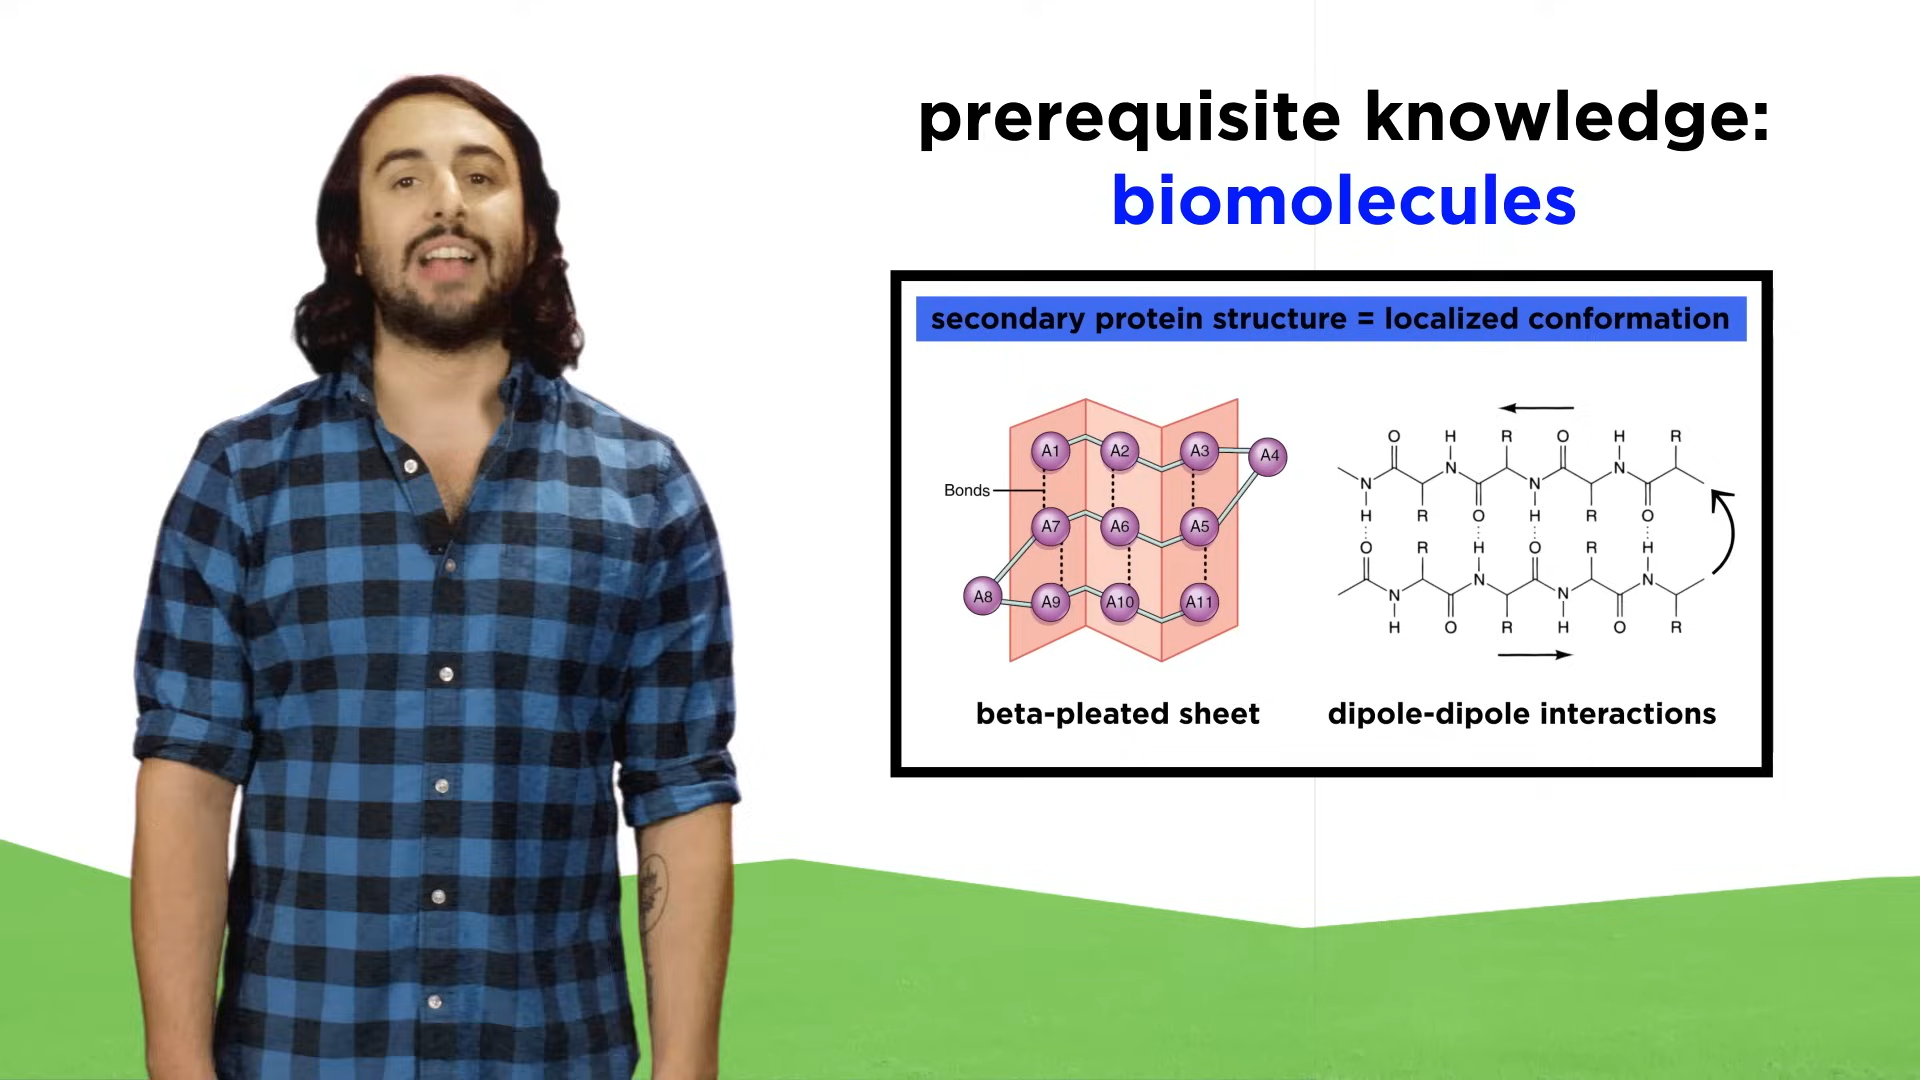 prerequisite knowledge:
biomolecules
secondary protein structure = localized conformation
A1 A2 A3 A4
Bonds
A7 A6 A5
A8 A9 A10 A11
O H R O H R
N N N N
H R O H R O
O R H O R H
N N N N
H O R H O R
beta-pleated sheet
dipole-dipole interactions